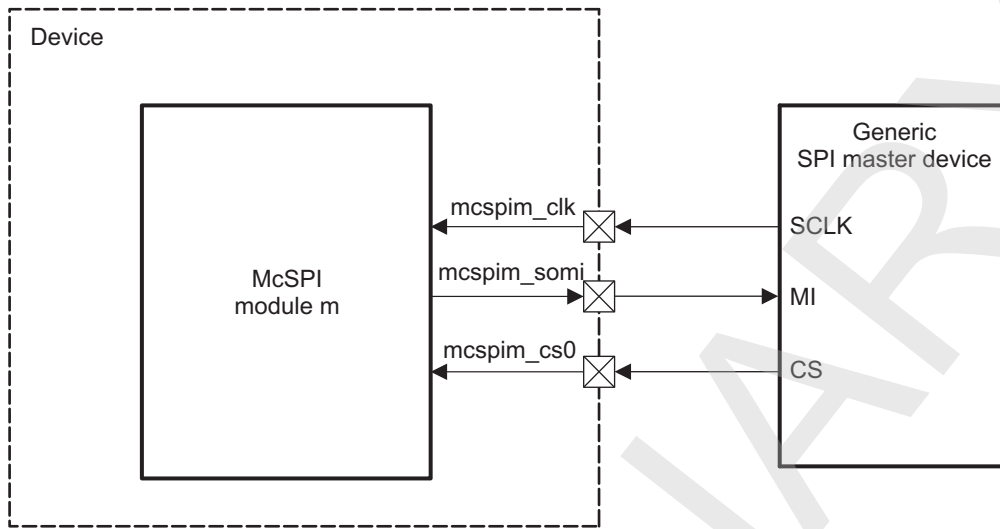 Device
Generic
SPI master device
mcspim_clk
SCLK
McSPI
module m
mcspim_somi
MI
mcspim_cs0
CS